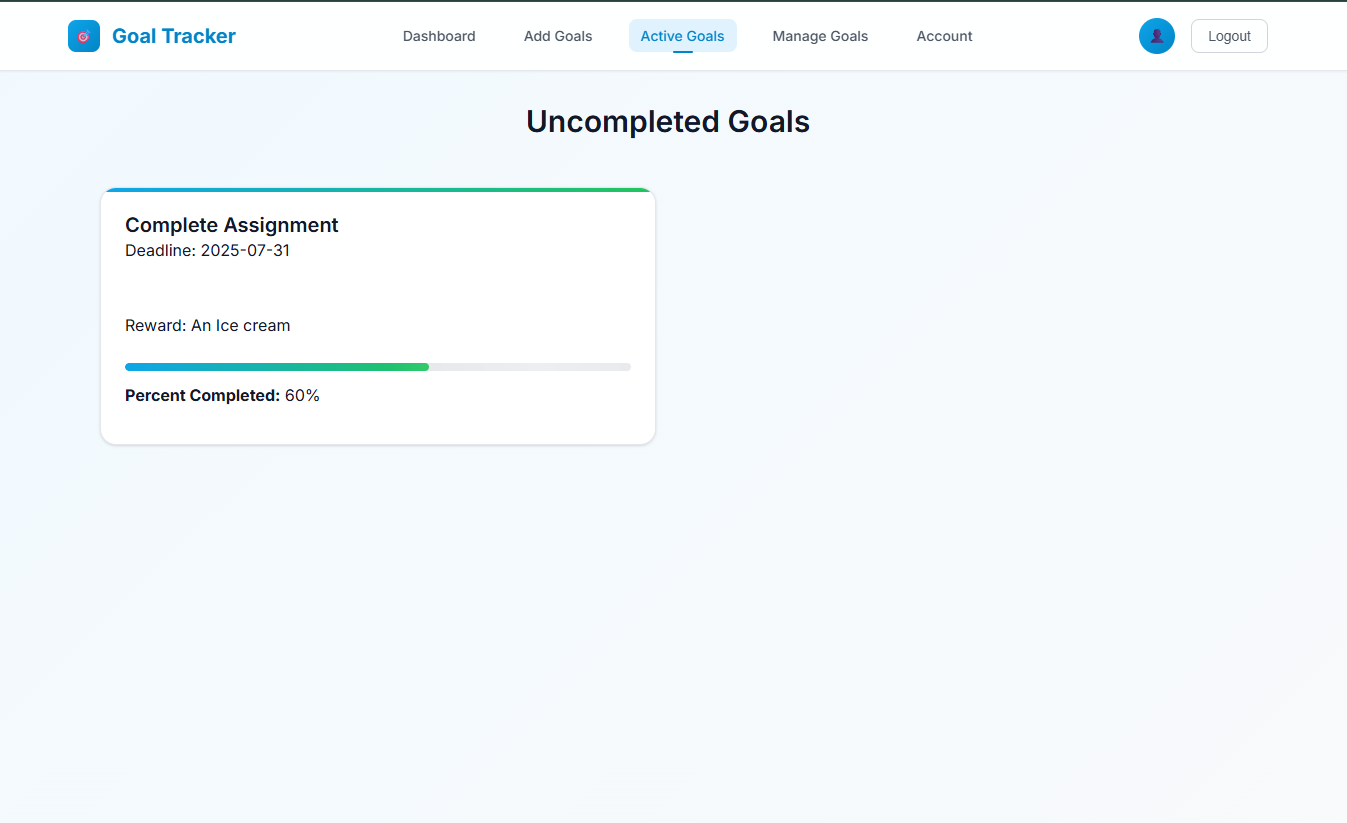 Goal Tracker
Dashboard
Add Goals
Active Goals
Manage Goals
Account
Logout
Uncompleted Goals
Complete Assignment
Deadline: 2025-07-31
Reward: An Ice cream
Percent Completed: 60%